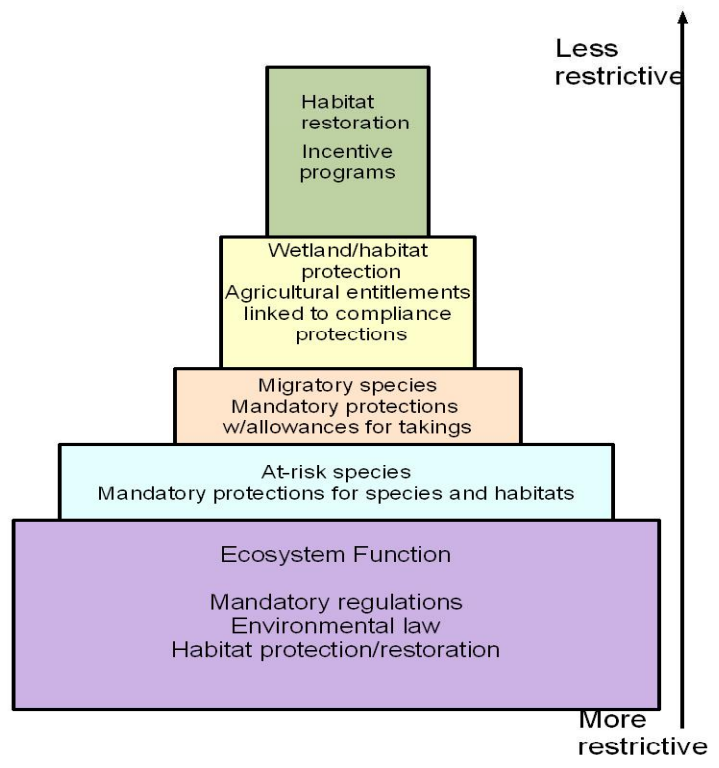 Less
restrictive
Habitat
restoration
Incentive
programs
Wetland/habitat
protection
Agricultural entitlements
linked to compliance
protections
Migratory species
Mandatory protections
w/allowances for takings
At-risk species
Mandatory protections for species and habitats
Ecosystem Function
Mandatory regulations
Environmental law
Habitat protection/restoration
More
restrictive